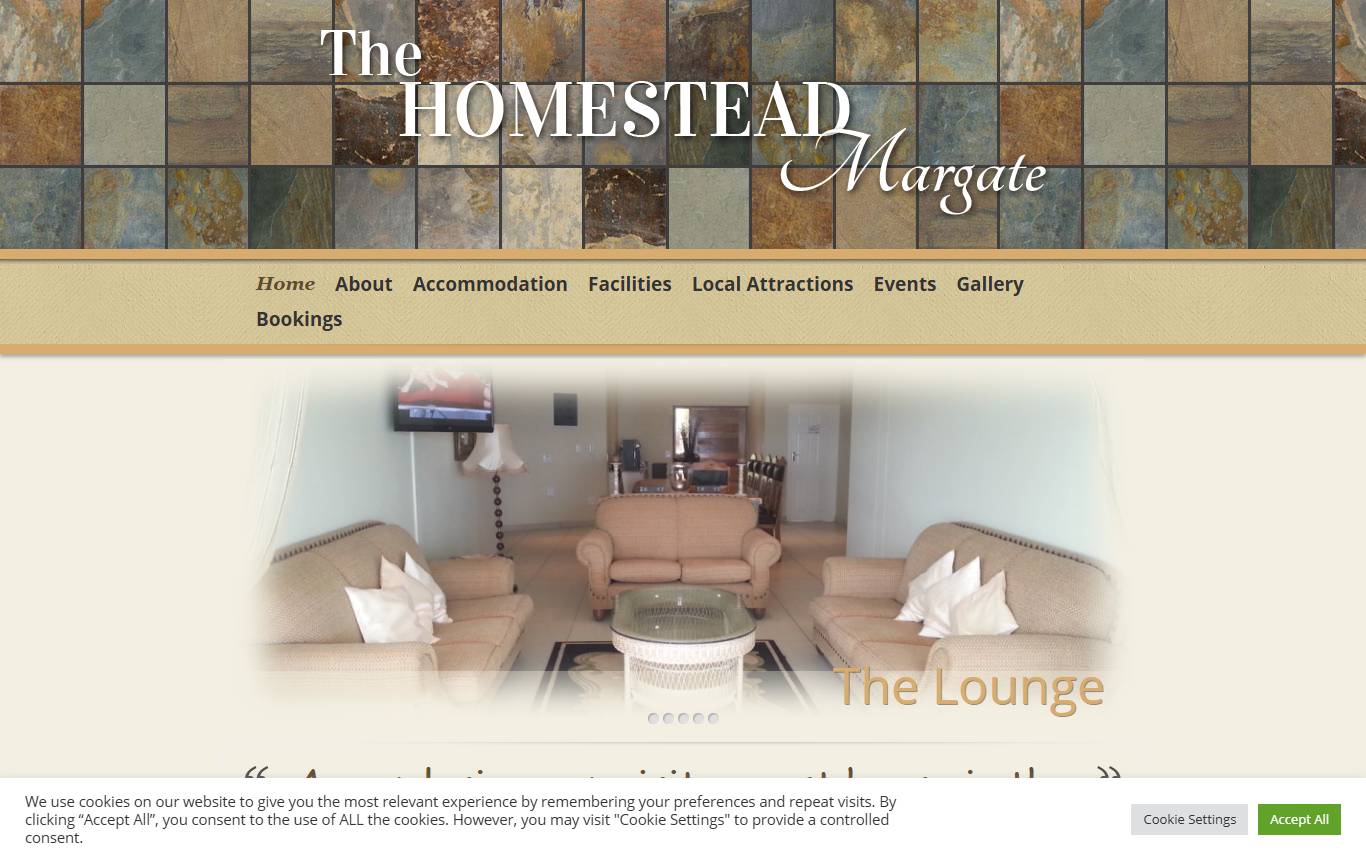 The
HOMESTEAD
Margate
Home About Accommodation Facilities Local Attractions Events Gallery
Bookings
The Lounge
We use cookies on our website to give you the most relevant experience by remembering your preferences and repeat visits. By
clicking “Accept All”, you consent to the use of ALL the cookies. However, you may visit "Cookie Settings" to provide a controlled
consent.
Cookie Settings Accept All